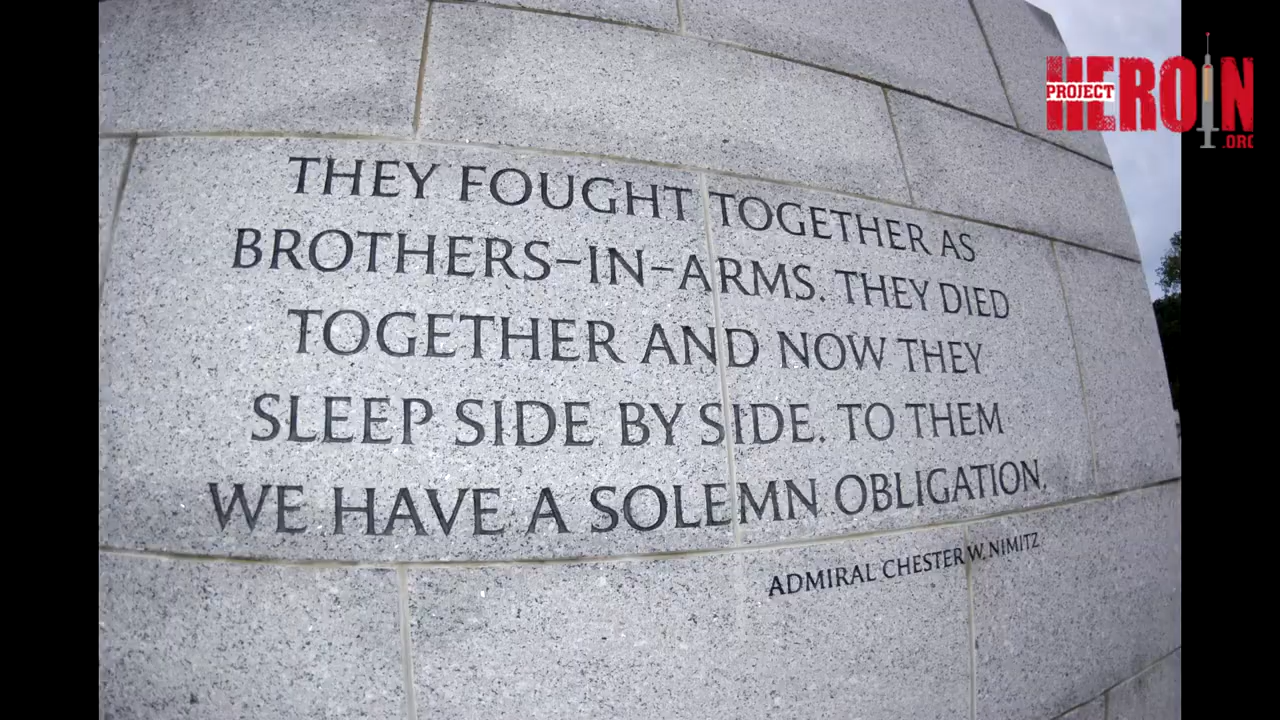 PROJECT
HEROIN
.ORG
THEY FOUGHT TOGETHER AS
BROTHERS-IN-ARMS. THEY DIED
TOGETHER AND NOW THEY
SLEEP SIDE BY SIDE. TO THEM
WE HAVE A SOLEMN OBLIGATION.
ADMIRAL CHESTER W. NIMITZ